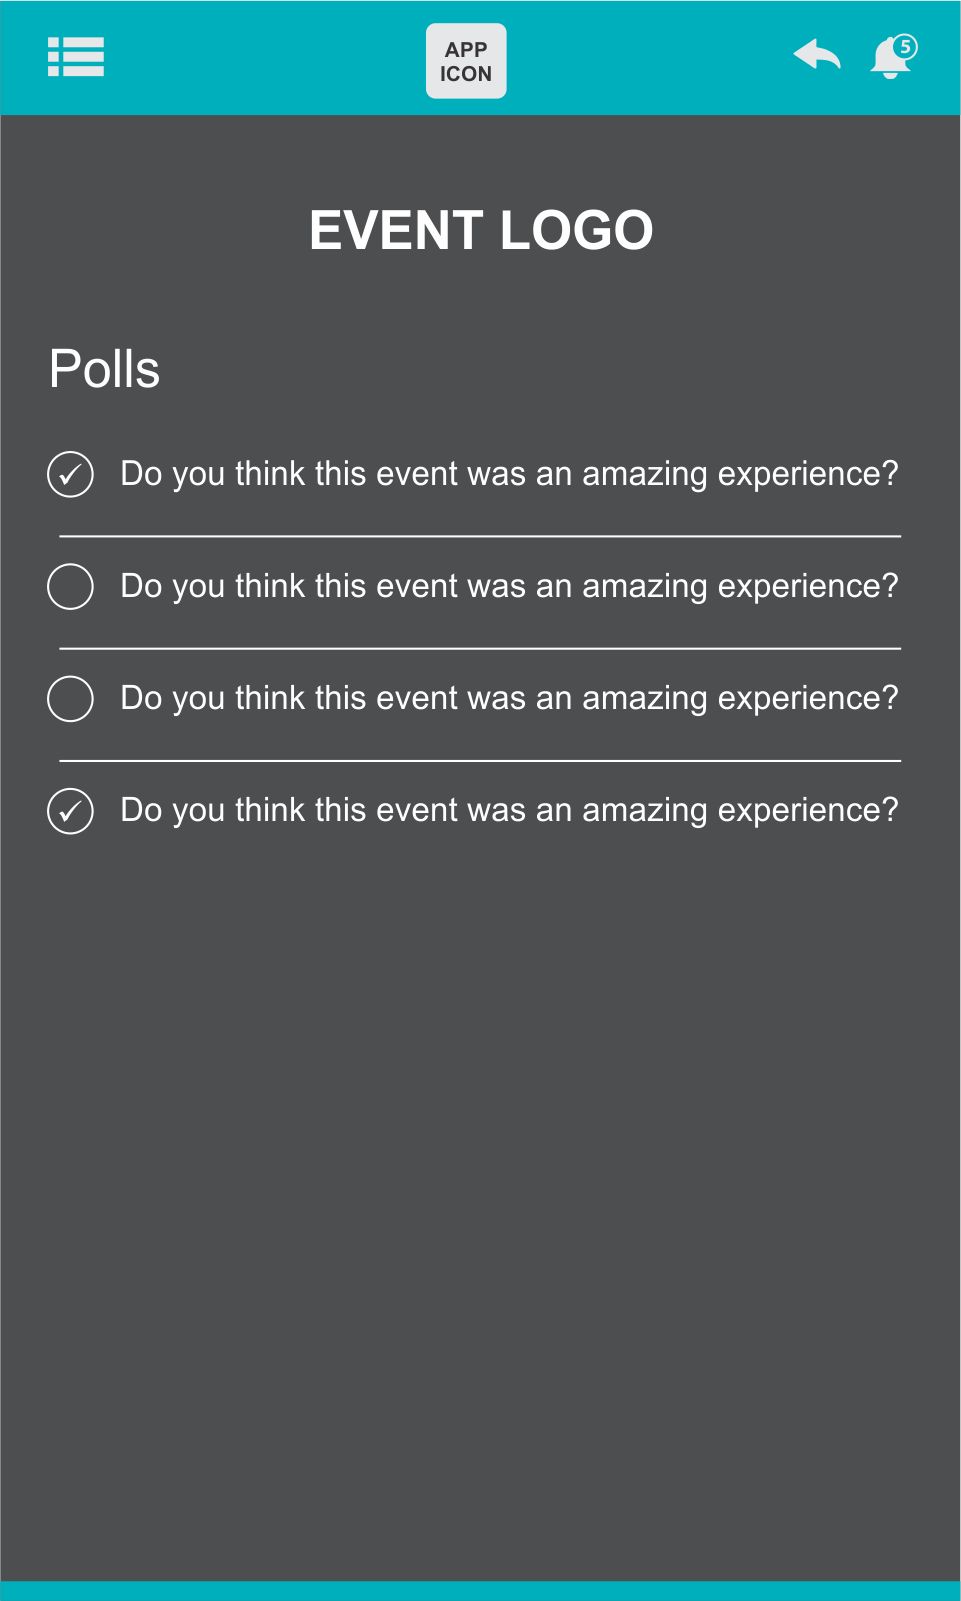 APP
ICON
5
EVENT LOGO
Polls
Do you think this event was an amazing experience?
Do you think this event was an amazing experience?
Do you think this event was an amazing experience?
Do you think this event was an amazing experience?